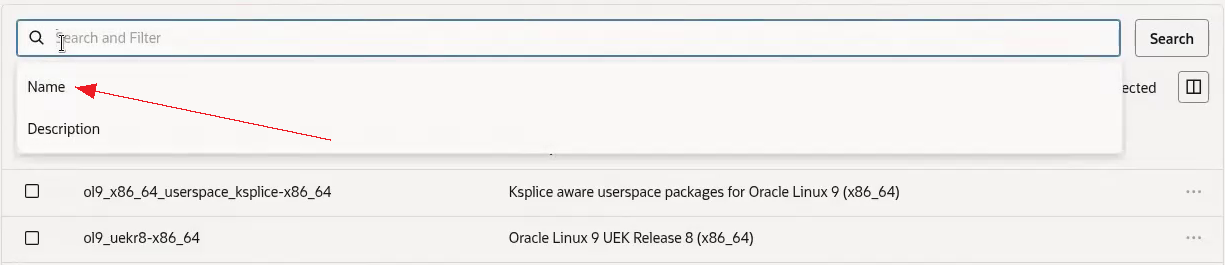 Search and Filter
Search
Name
ected
Description
ol9_x86_64_userspace_ksplice-x86_64 Ksplice aware userspace packages for Oracle Linux 9 (x86_64)
ol9_uekr8-x86_64 Oracle Linux 9 UEK Release 8 (x86_64)